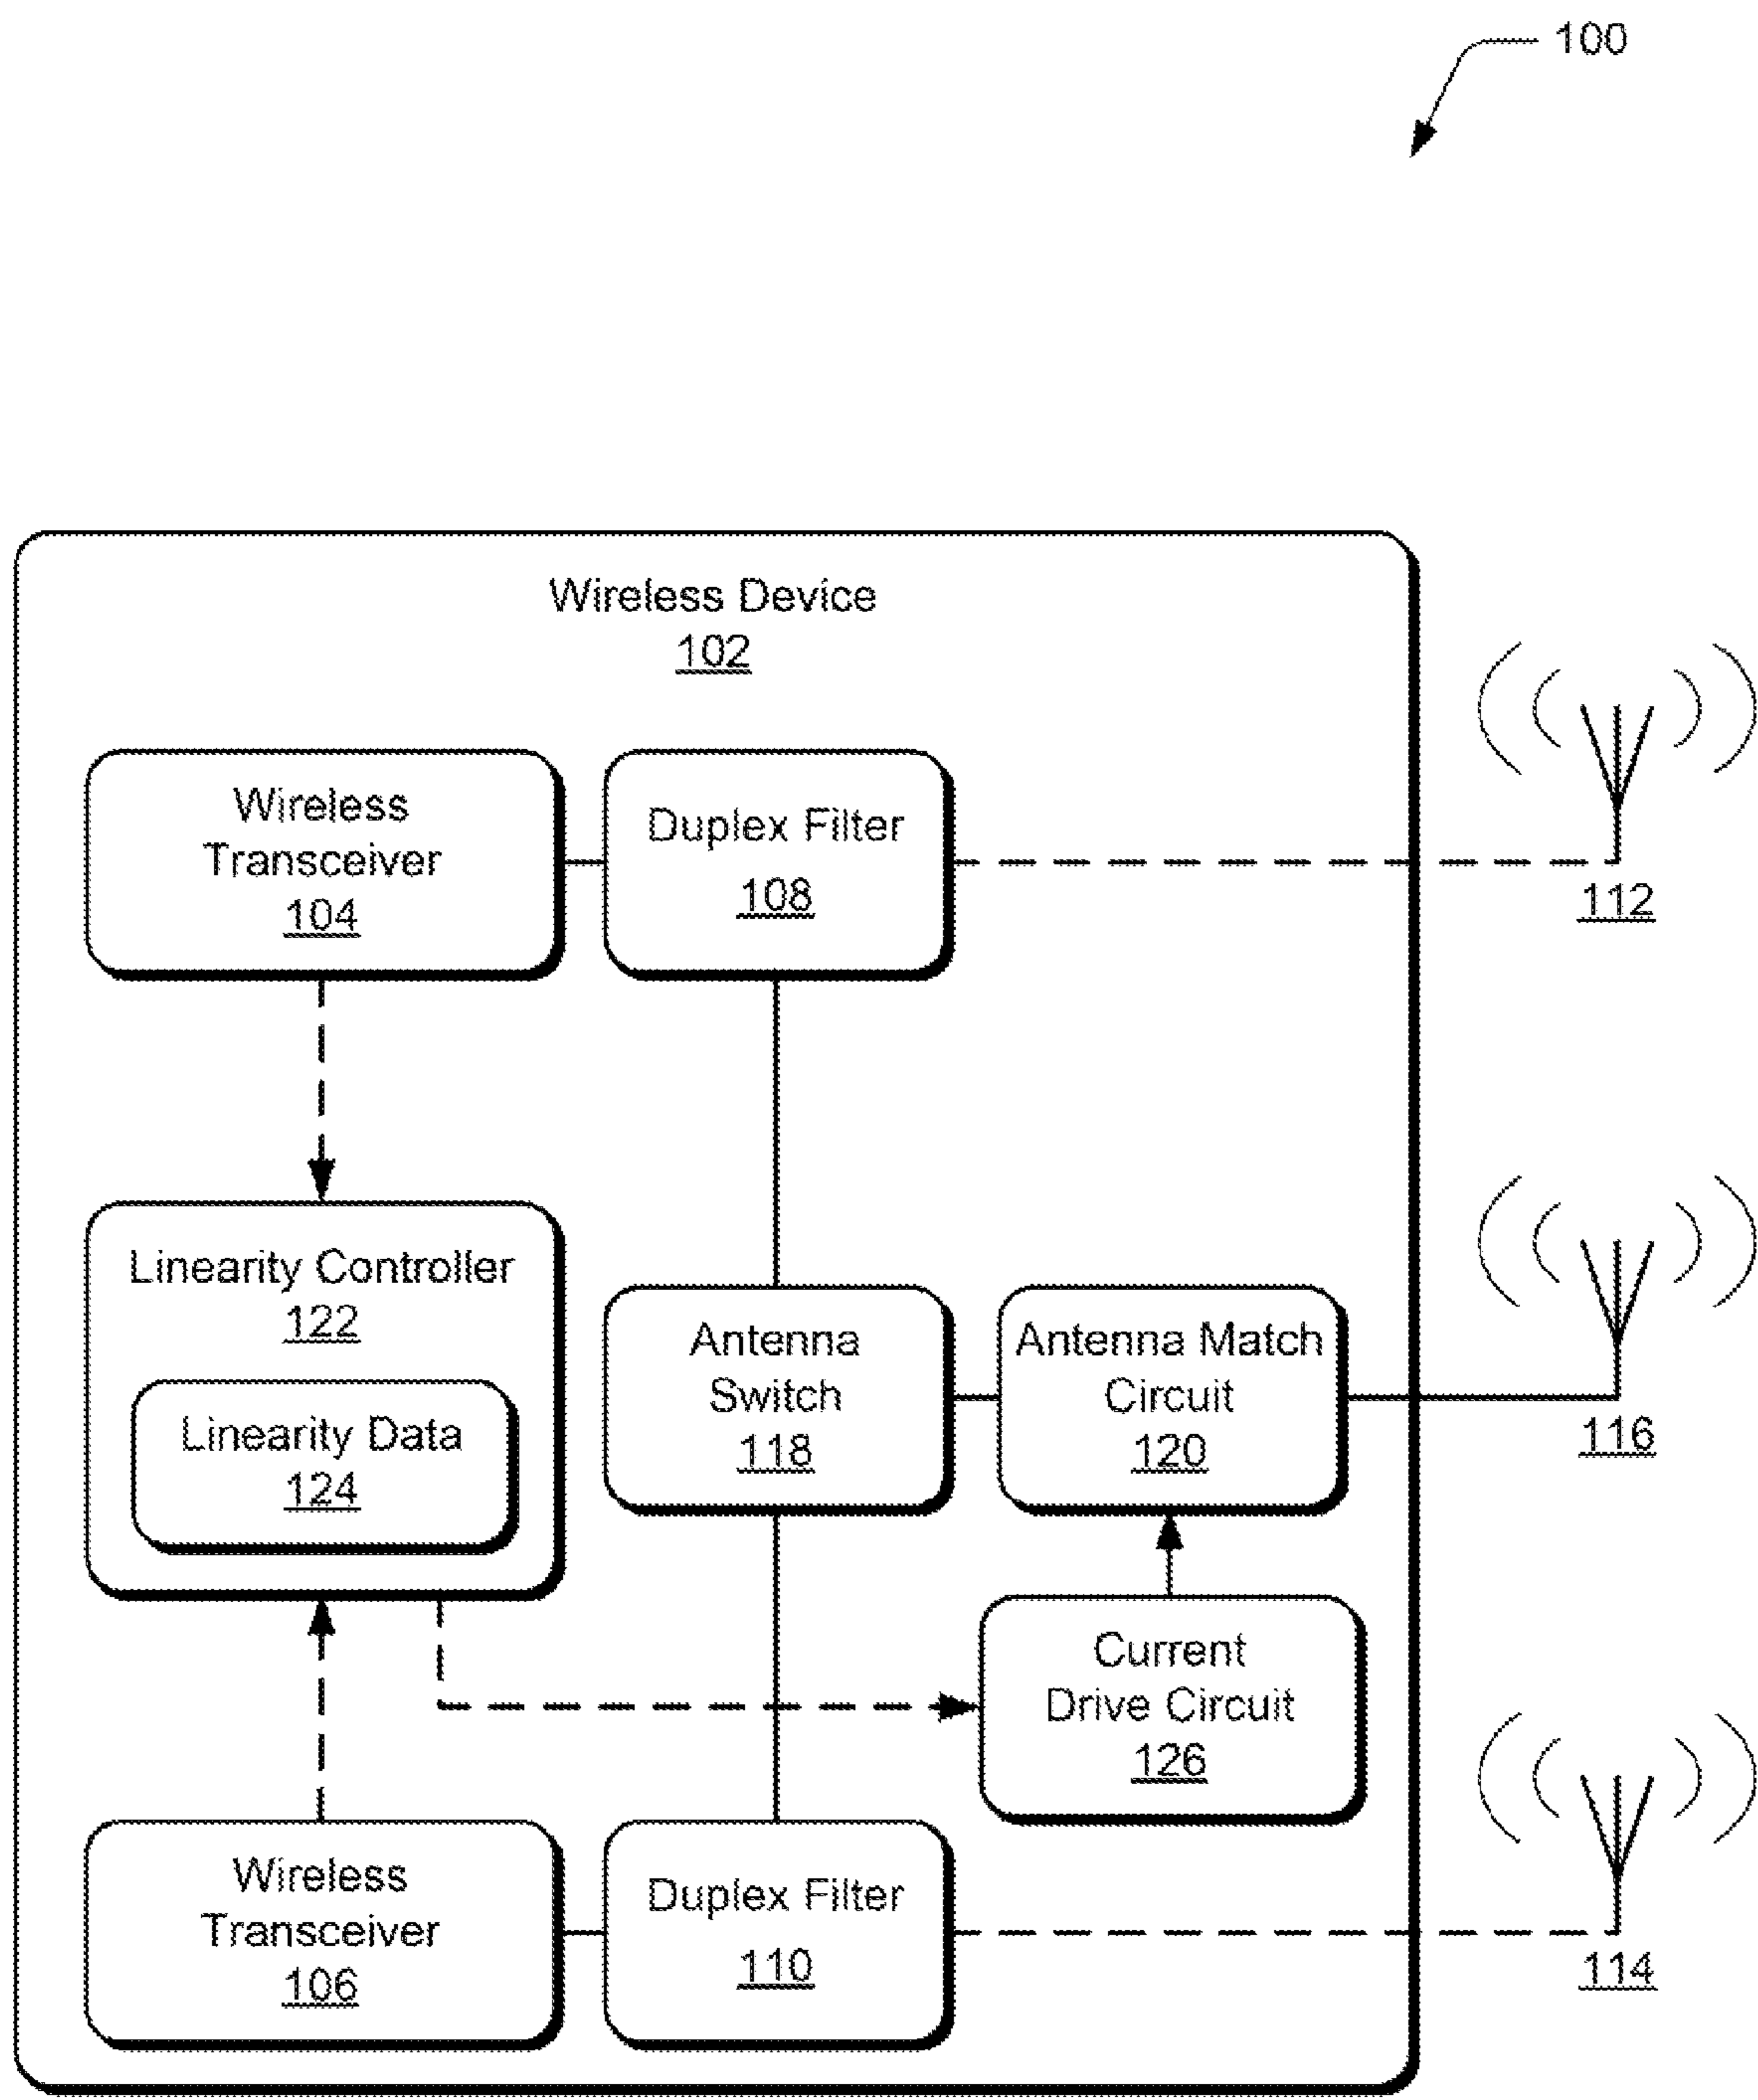 100
Wireless Device
102
Wireless
Transceiver
104
Duplex Filter
108
112
Linearity Controller
122
Linearity Data
124
Antenna
Switch
118
Antenna Match
Circuit
120
116
Current
Drive Circuit
126
Wireless
Transceiver
106
Duplex Filter
110
114